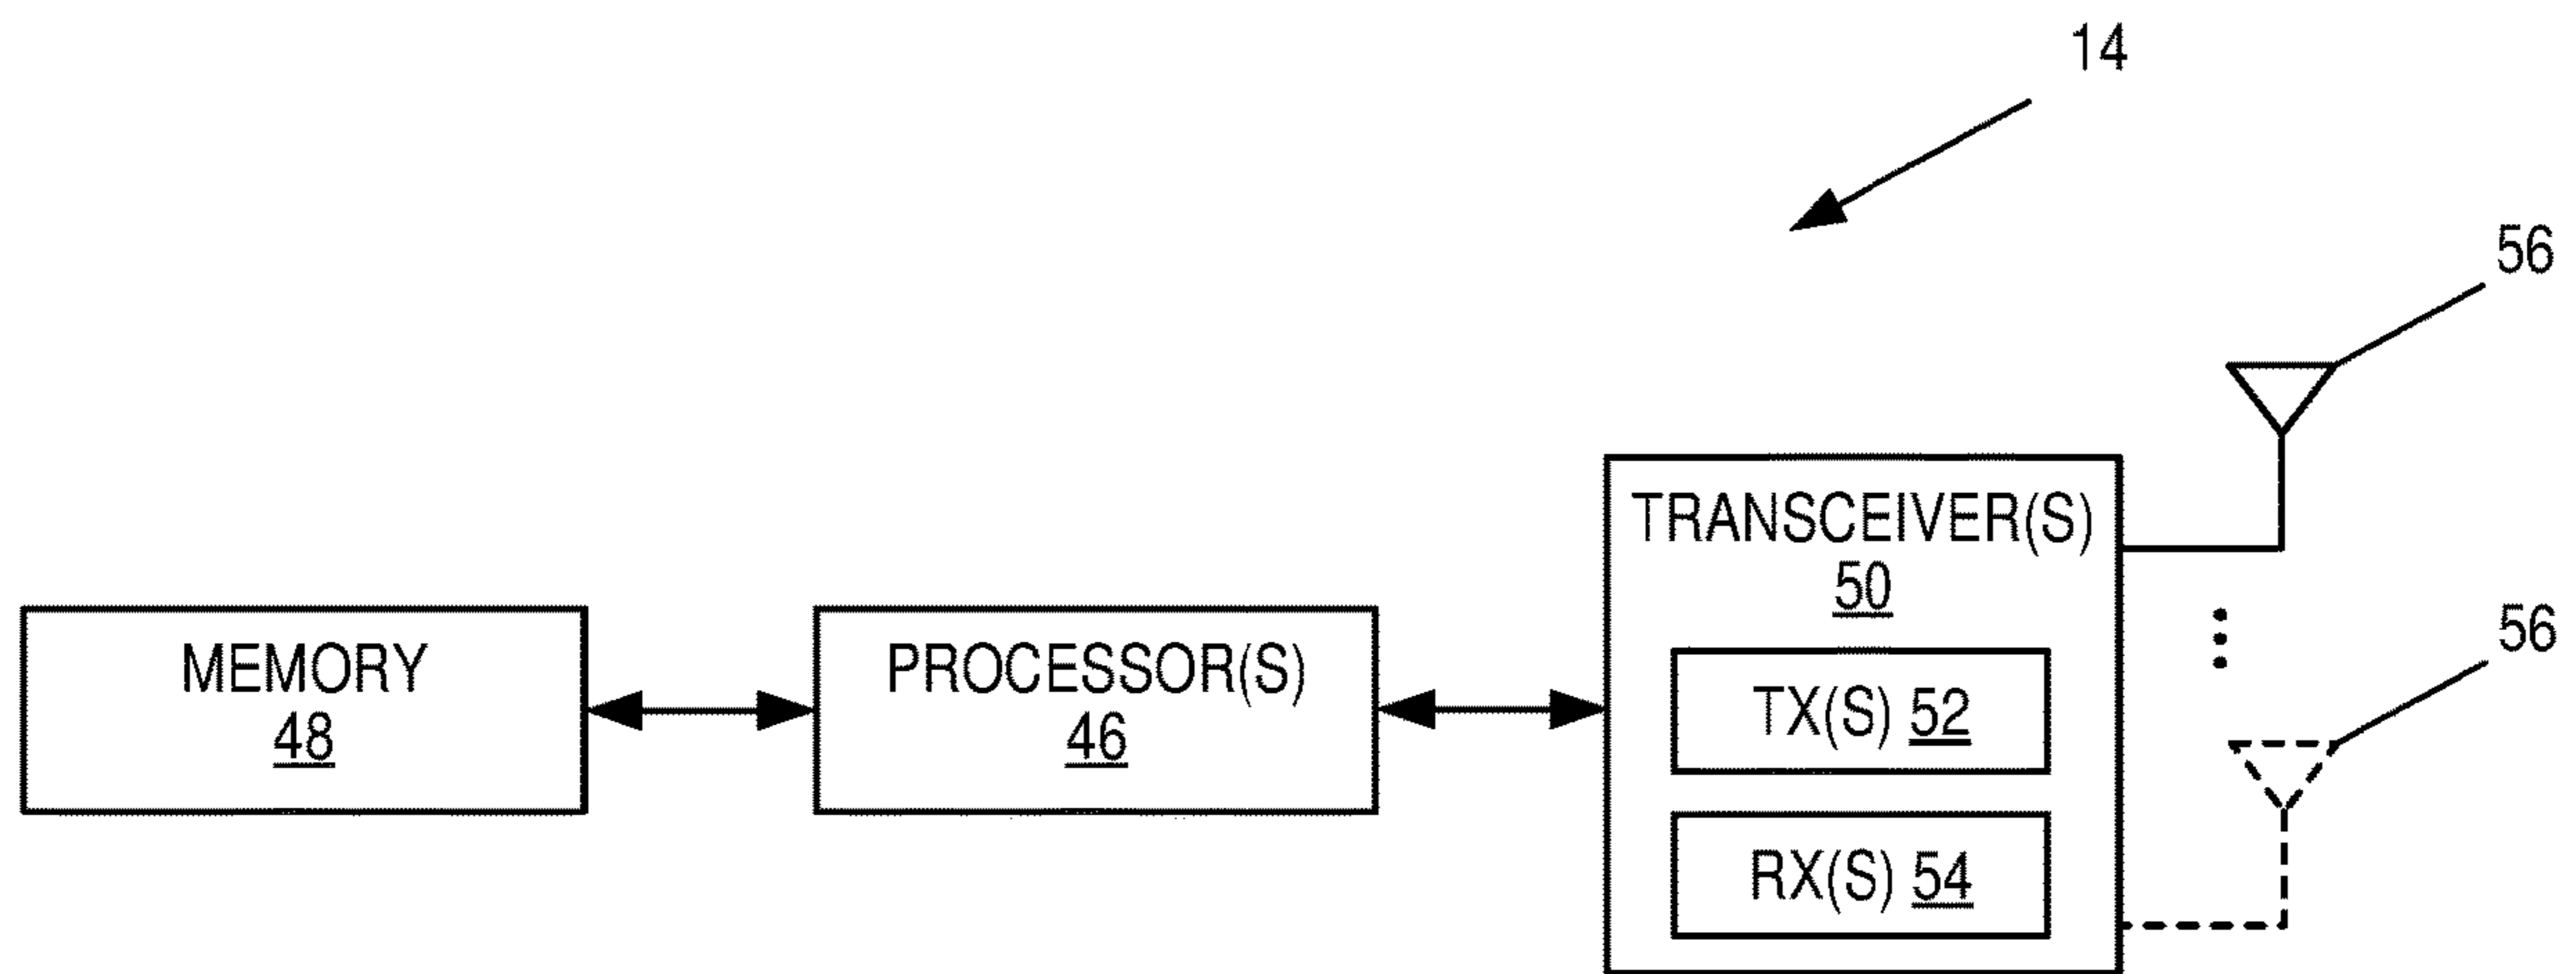 14
56
TRANSCEIVER(S)
50
56
MEMORY
48
PROCESSOR(S)
46
TX(S) 52
RX(S) 54